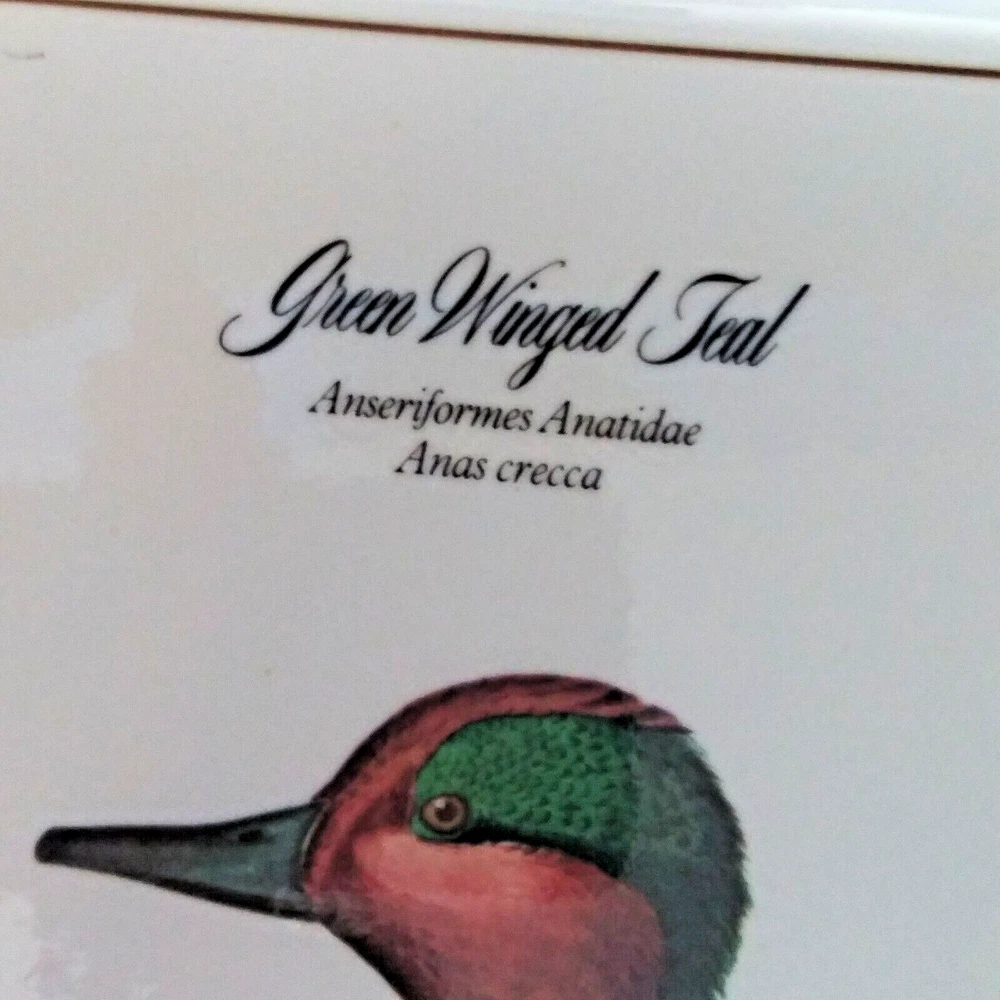 Green Winged Teal
Anseriformes Anatidae
Anas crecca